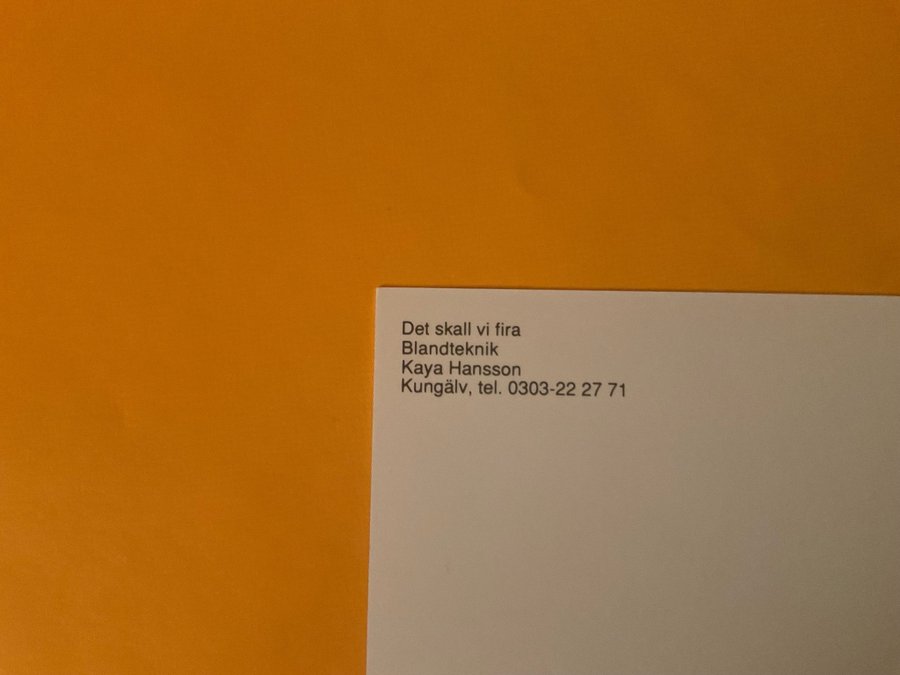 Det skall vi fira
Blandteknik
Kaya Hansson
Kungälv, tel. 0303-22 27 71